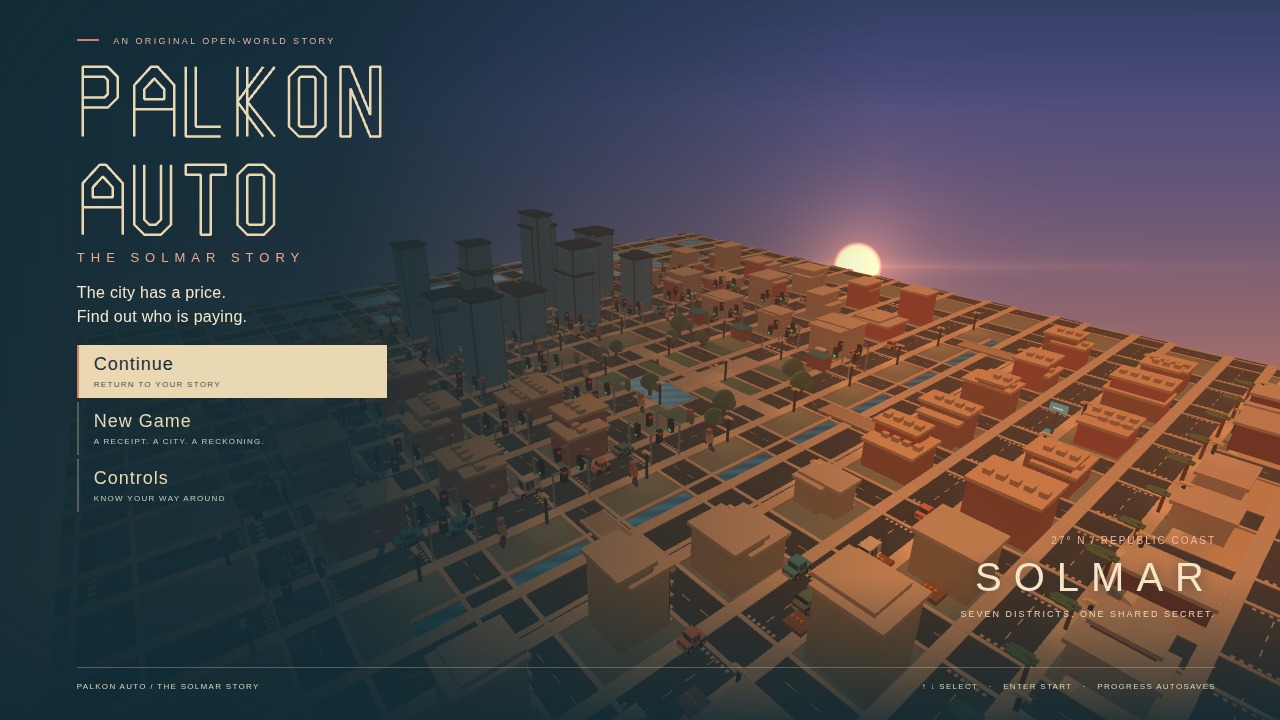 AN ORIGINAL OPEN-WORLD STORY
PALKON
AUTO
THE SOLMAR STORY
The city has a price.
Find out who is paying.
Continue
RETURN TO YOUR STORY
New Game
A RECEIPT. A CITY. A RECKONING.
Controls
KNOW YOUR WAY AROUND
27° N / REPUBLIC COAST
SOLMAR
SEVEN DISTRICTS. ONE SHARED SECRET.
PALKON AUTO / THE SOLMAR STORY
↑ ↓ SELECT · ENTER START · PROGRESS AUTOSAVES